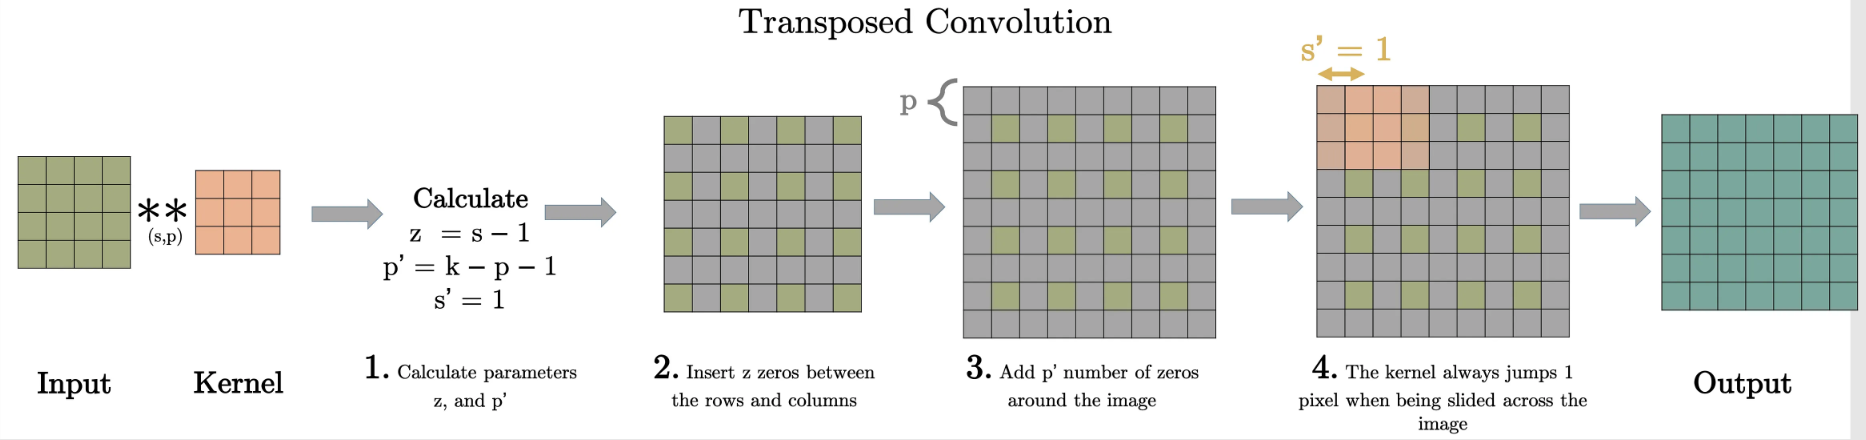 Transposed Convolution
s’ = 1
p {
**
(s,p)
Calculate
z = s − 1
p’ = k − p − 1
s’ = 1
Input
Kernel
1. Calculate parameters
z, and p’
2. Insert z zeros between
the rows and columns
3. Add p’ number of zeros
around the image
4. The kernel always jumps 1
pixel when being slided across the
image
Output